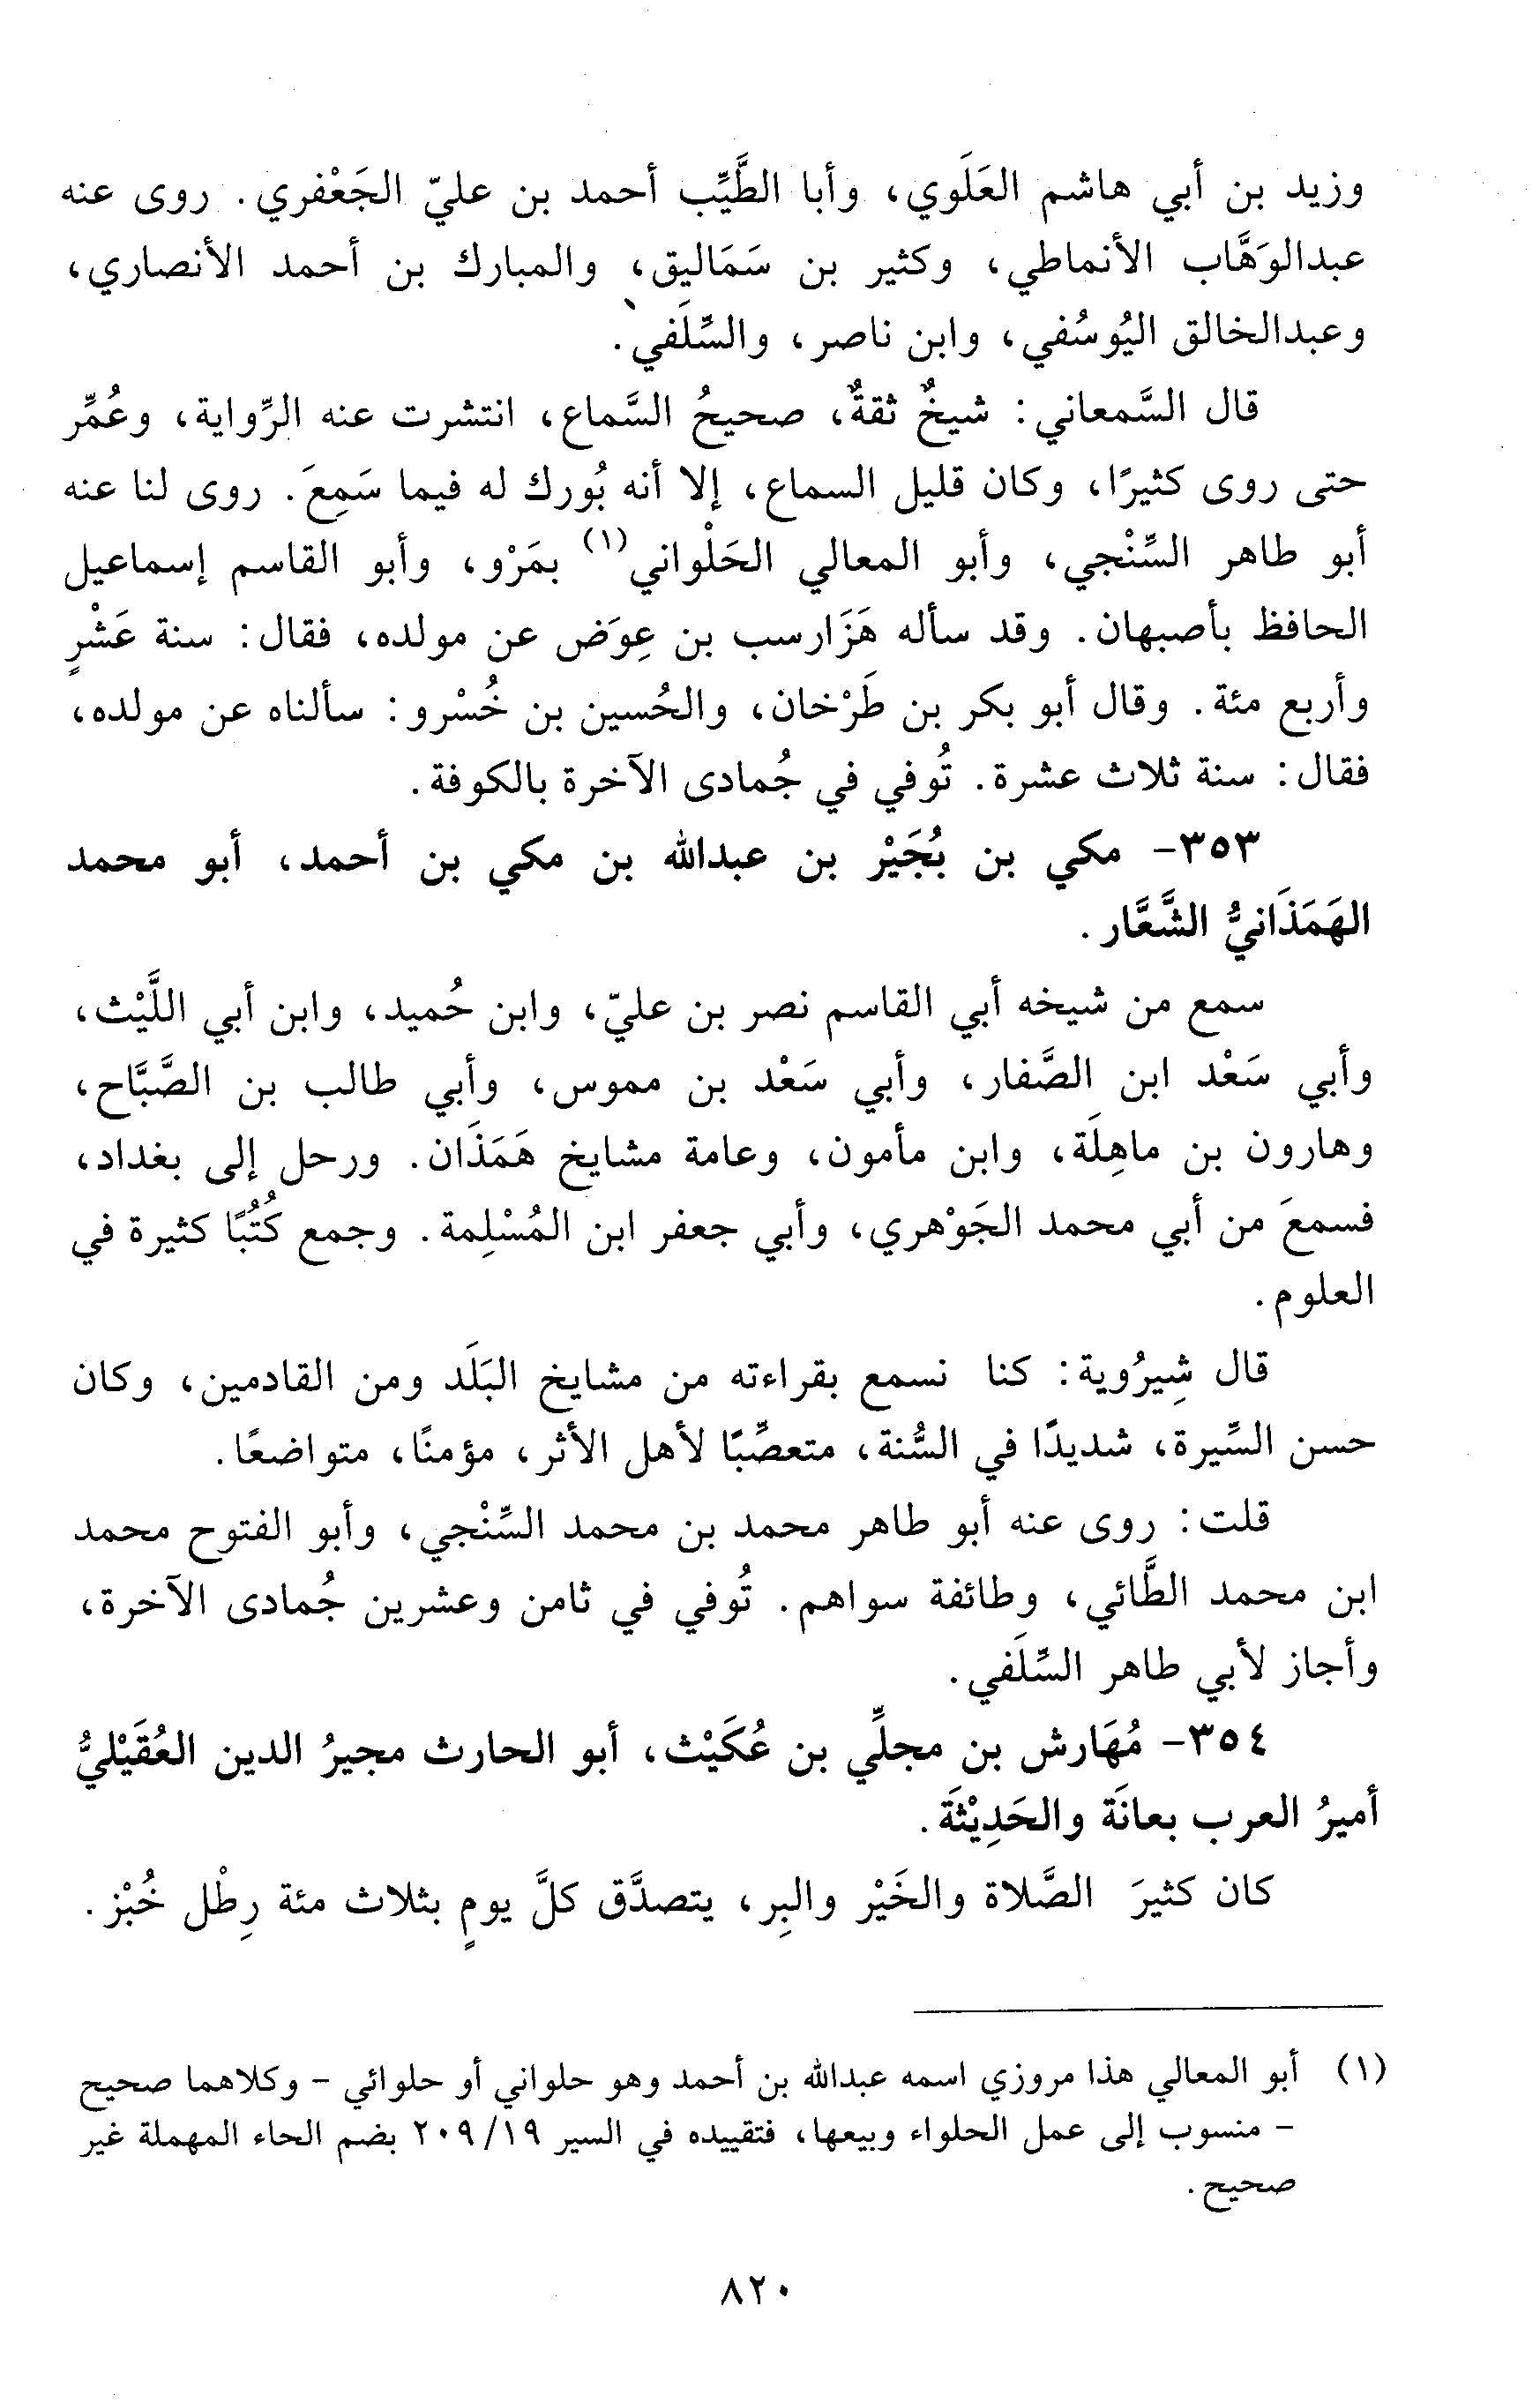 وزيد بن أبي هاشم العَلَوي، وأبا الطَّيِّب أحمد بن عليّ الجَعْفري. روى عنه
عبدالوَهَّاب الأنماطي، وكثير بن سَمَاليق، والمبارك بن أحمد الأنصاري،
وعبدالخالق اليُوسُفي، وابن ناصر، والسِّلَفي.
قال السَّمعاني: شيخٌ ثقةٌ، صحيحُ السَّماع، انتشرت عنه الرِّواية، وعُمِّر
حتى روى كثيرًا، وكان قليل السماع، إلا أنه بُورك له فيما سَمِعَ. روى لنا عنه
أبو طاهر السِّنْجي، وأبو المعالي الحَلْواني(١) بمَرْو، وأبو القاسم إسماعيل
الحافظ بأصبهان. وقد سأله هَزَارسب بن عِوَض عن مولده، فقال: سنة عَشْرٍ
وأربع مئة. وقال أبو بكر بن طَرْخان، والحُسين بن خُسْرو: سألناه عن مولده،
فقال: سنة ثلاث عشرة. تُوفي في جُمادى الآخرة بالكوفة.
٣٥٣- مكي بن بُجَيْر بن عبدالله بن مكي بن أحمد، أبو محمد
الهَمَذَانيُّ الشَّعَّار.
سمع من شيخه أبي القاسم نصر بن عليّ، وابن حُميد، وابن أبي اللَّيْث،
وأبي سَعْد ابن الصَّفار، وأبي سَعْد بن مموس، وأبي طالب بن الصَّبَّاح،
وهارون بن ماهِلَة، وابن مأمون، وعامة مشايخ هَمَذَان. ورحل إلى بغداد،
فسمعَ من أبي محمد الجَوْهري، وأبي جعفر ابن المُسْلِمة. وجمع كُتُبًا كثيرة في
العلوم.
قال شِيرُوية: كنا نسمع بقراءته من مشايخ البَلَد ومن القادمين، وكان
حسن السِّيرة، شديدًا في السُّنة، متعصِّبًا لأهل الأثر، مؤمنًا، متواضعًا.
قلت: روى عنه أبو طاهر محمد بن محمد السِّنْجي، وأبو الفتوح محمد
ابن محمد الطَّائي، وطائفة سواهم. تُوفي في ثامن وعشرين جُمادى الآخرة،
وأجاز لأبي طاهر السِّلَفي.
٣٥٤- مُهَارش بن مجلِّي بن عُكَيْث، أبو الحارث مجيرُ الدين العُقَيْليُّ
أميرُ العرب بعانَة والحَدِيْثَة.
كان كثيرَ الصَّلاة والخَيْر والبِر، يتصدَّق كلَّ يومٍ بثلاث مئة رِطْل خُبْز.
(١) أبو المعالي هذا مروزي اسمه عبدالله بن أحمد وهو حلواني أو حلوائي - وكلاهما صحيح
- منسوب إلى عمل الحلواء وبيعها، فتقييده في السير ٢٠٩/١٩ بضم الحاء المهملة غير
صحيح.
٨٢٠